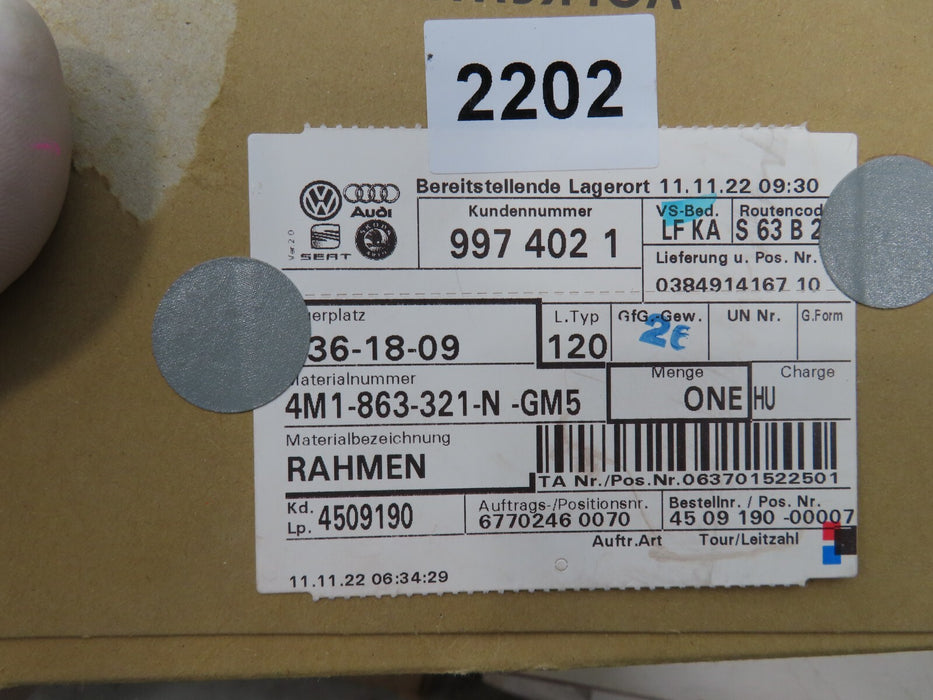 2202
Bereitstellende Lagerort 11.11.22 09:30
Audi
SEAT
Kundennummer
997 402 1
VS-Bed.
LF KA
S 63 B 2
Lieferung u. Pos. Nr.
0384914167 10
36-18-09
L.Typ
120
GfG.-Gew.
UN Nr.
G.Form
Materialnummer
4M1-863-321-N -GM5
Menge
ONE
Charge
HU
Materialbezeichnung
RAHMEN
TA Nr./Pos.Nr.063701522501
Kd.
Lp. 4509190
Auftrags-/Positionsnr.
6770246 0070
Bestellnr. / Pos. Nr.
45 09 190 -00007
Auftr.Art
Tour/Leitzahl
11.11.22 06:34:29